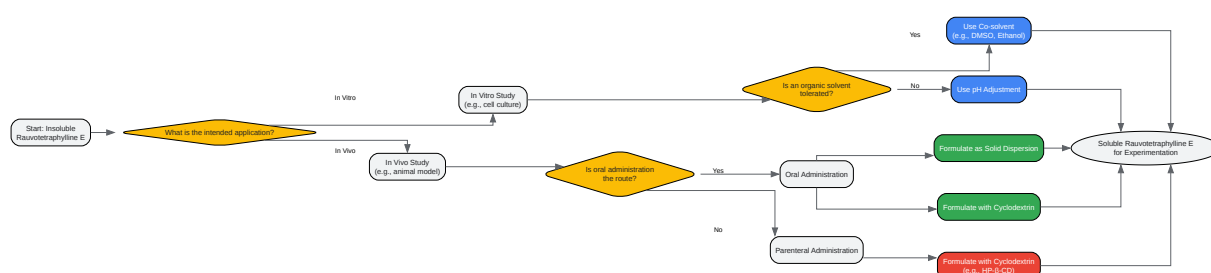 Start: Insoluble
Rauvotetraphylline E
What is the intended application?
In Vitro
In Vivo
In Vitro Study
(e.g., cell culture)
In Vivo Study
(e.g., animal model)
Is an organic solvent
tolerated?
Yes
No
Use Co-solvent
(e.g., DMSO, Ethanol)
Use pH Adjustment
Is oral administration
the route?
Yes
No
Oral Administration
Parenteral Administration
Formulate as Solid Dispersion
Formulate with Cyclodextrin
Formulate with Cyclodextrin
(e.g., HP-β-CD)
Soluble Rauvotetraphylline E
for Experimentation